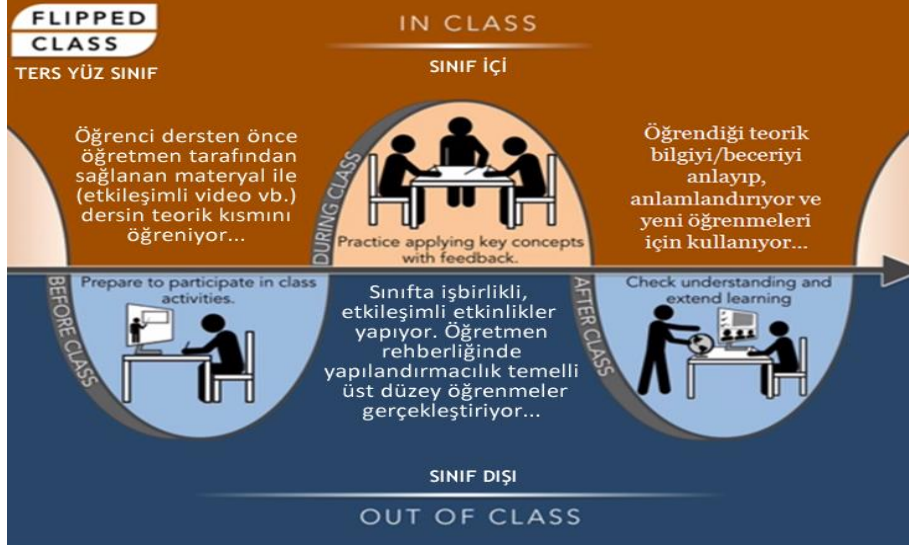 FLIPPED
CLASS
TERS YÜZ SINIF
IN CLASS
SINIF İÇİ
Öğrenci dersten önce
öğretmen tarafından
sağlanan materyal ile
(etkileşimli video vb.)
dersin teorik kısmını
öğreniyor...
DURING CLASS
Practice applying key concepts
with feedback.
Öğrendiği teorik
bilgiyi/beceriyi
anlayıp,
anlamlandırıyor ve
yeni öğrenmeleri
için kullanıyor...
BEFORE CLASS
Prepare to participate in class
activities.
Sınıfta işbirlikli,
etkileşimli etkinlikler
yapıyor. Öğretmen
rehberliğinde
yapılandırmacılık temelli
üst düzey öğrenmeler
gerçekleştiriyor...
AFTER CLASS
Check understanding and
extend learning
SINIF DIŞI
OUT OF CLASS